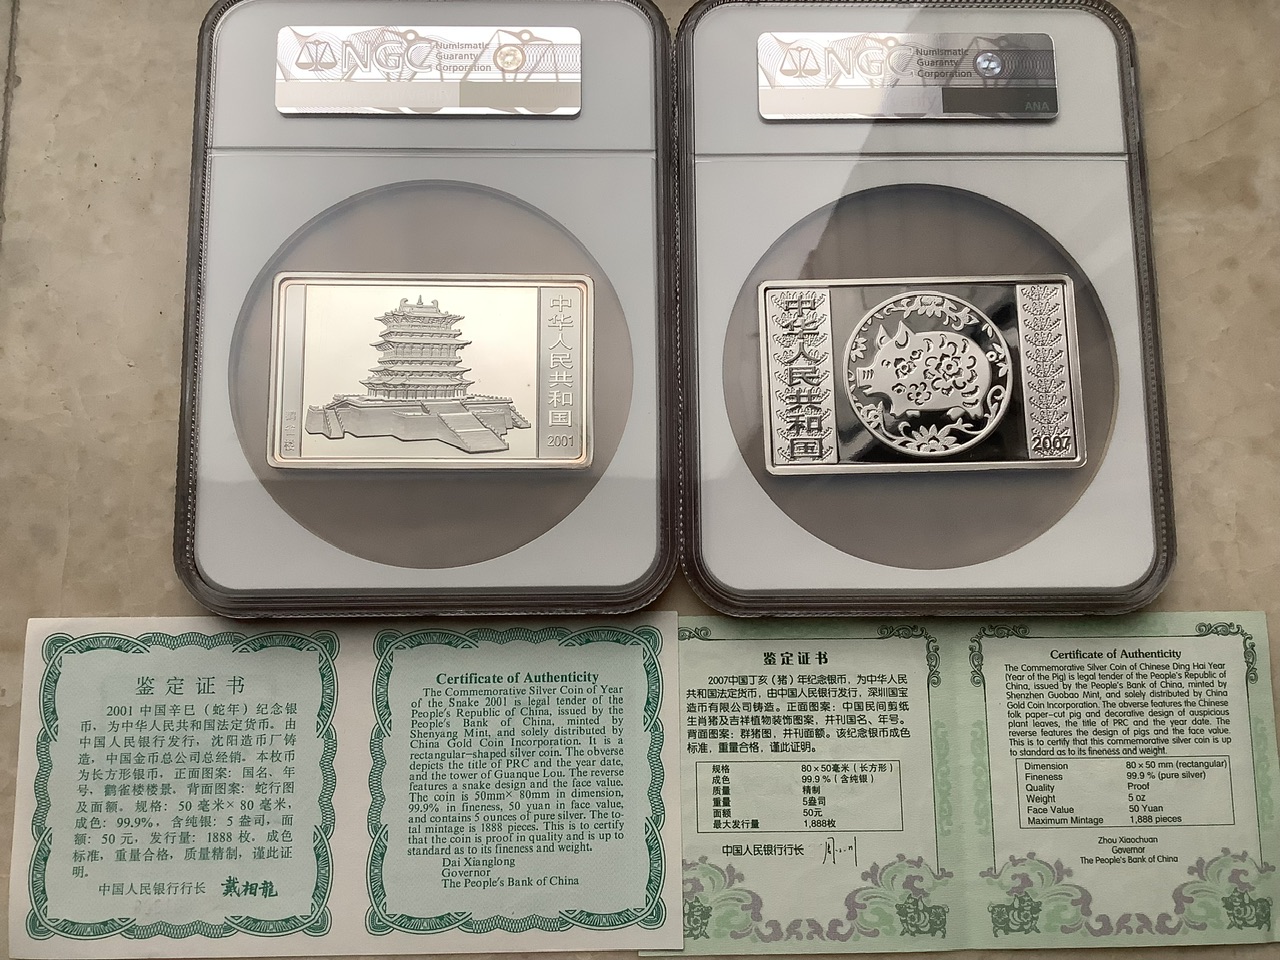 NGC
Numismatic
Guaranty
Corporation
NGC
Numismatic
Guaranty
Corporation
ANA
中华人民共和国
2001
鹳雀楼
中华人民共和国
2007
鉴定证书
2001 中国辛巳（蛇年）纪念银
币，为中华人民共和国法定货币。由
中国人民银行发行，沈阳造币厂铸
造，中国金币总公司总经销。本枚币
为长方形银币，正面图案：国名、年
号，鹳雀楼楼景。背面图案：蛇行图
及面额。规格：50 毫米× 80 毫米，
成色：99.9%，含纯银：5 盎司，面
额：50 元，发行量：1888 枚。成色
标准，重量合格，质量精制，谨此证
明。
中国人民银行行长 戴相龍
Certificate of Authenticity
The Commemorative Silver Coin of Year
of the Snake 2001 is legal tender of the
People's Republic of China, issued by the
People's Bank of China, minted by
Shenyang Mint, and solely distributed by
China Gold Coin Incorporation. It is a
rectangular-shaped silver coin. The obverse
depicts the title of PRC and the year date,
and the tower of Guanque Lou. The reverse
features a snake design and the face value.
The coin is 50mm× 80mm in dimension,
99.9% in fineness, 50 yuan in face value,
and contains 5 ounces of pure silver. The to-
tal mintage is 1888 pieces. This is to certify
that the coin is proof in quality and is up to
standard as to its fineness and weight.
Dai Xianglong
Governor
The People's Bank of China
鉴定证书
2007中国丁亥（猪）年纪念银币，为中华人民
共和国法定货币，由中国人民银行发行，深圳国宝
造币有限公司铸造。正面图案：中国民间剪纸
生肖猪及吉祥植物装饰图案，并刊国名、年号。
背面图案：群猪图，并刊面额。该纪念银币成色
标准，重量合格，谨此证明。
规格 80×50毫米（长方形）
成色 99.9%（含纯银）
质量 精制
重量 5盎司
面额 50元
最大发行量 1,888枚
中国人民银行行长
Certificate of Authenticity
The Commemorative Silver Coin of Chinese Ding Hai Year
(Year of the Pig) is legal tender of the People's Republic of
China, issued by the People's Bank of China, minted by
Shenzhen Guobao Mint, and solely distributed by China
Gold Coin Incorporation. The obverse features the Chinese
folk paper-cut pig and decorative design of auspicious
plant leaves, the title of PRC and the year date. The
reverse features the design of pigs and the face value.
This is to certify that this commemorative silver coin is up
to standard as to its fineness and weight.
Dimension 80×50 mm (rectangular)
Fineness 99.9% (pure silver)
Quality Proof
Weight 5 oz
Face Value 50 Yuan
Maximum Mintage 1,888 pieces
Zhou Xiaochuan
Governor
The People's Bank of China